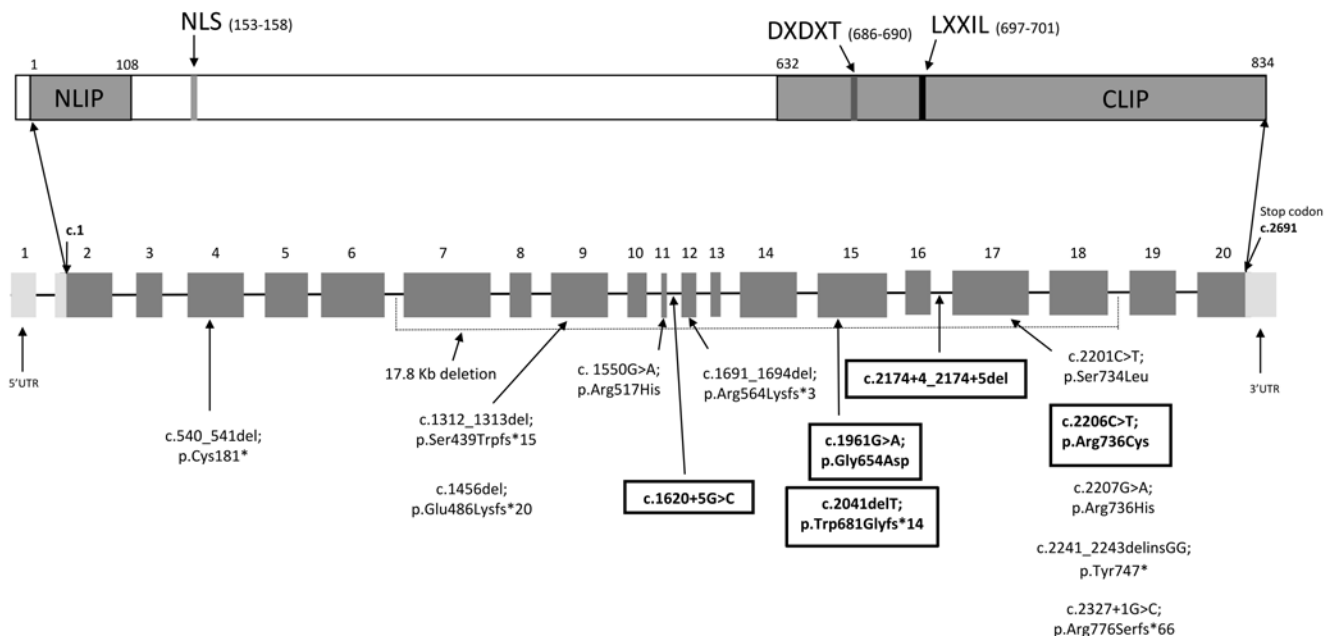 NLS (153-158)
DXDXT (686-690)
LXXIL (697-701)
1
108
632
834
NLIP
CLIP
c.1
Stop codon
c.2691
1
2
3
4
5
6
7
8
9
10
11
12
13
14
15
16
17
18
19
20
5'UTR
3'UTR
17.8 Kb deletion
c.540_541del;
p.Cys181*
c.1312_1313del;
p.Ser439Trpfs*15
c.1456del;
p.Glu486Lysfs*20
c. 1550G>A;
p.Arg517His
c.1620+5G>C
c.1691_1694del;
p.Arg564Lysfs*3
c.1961G>A;
p.Gly654Asp
c.2041delT;
p.Trp681Glyfs*14
c.2174+4_2174+5del
c.2201C>T;
p.Ser734Leu
c.2206C>T;
p.Arg736Cys
c.2207G>A;
p.Arg736His
c.2241_2243delinsGG;
p.Tyr747*
c.2327+1G>C;
p.Arg776Serfs*66